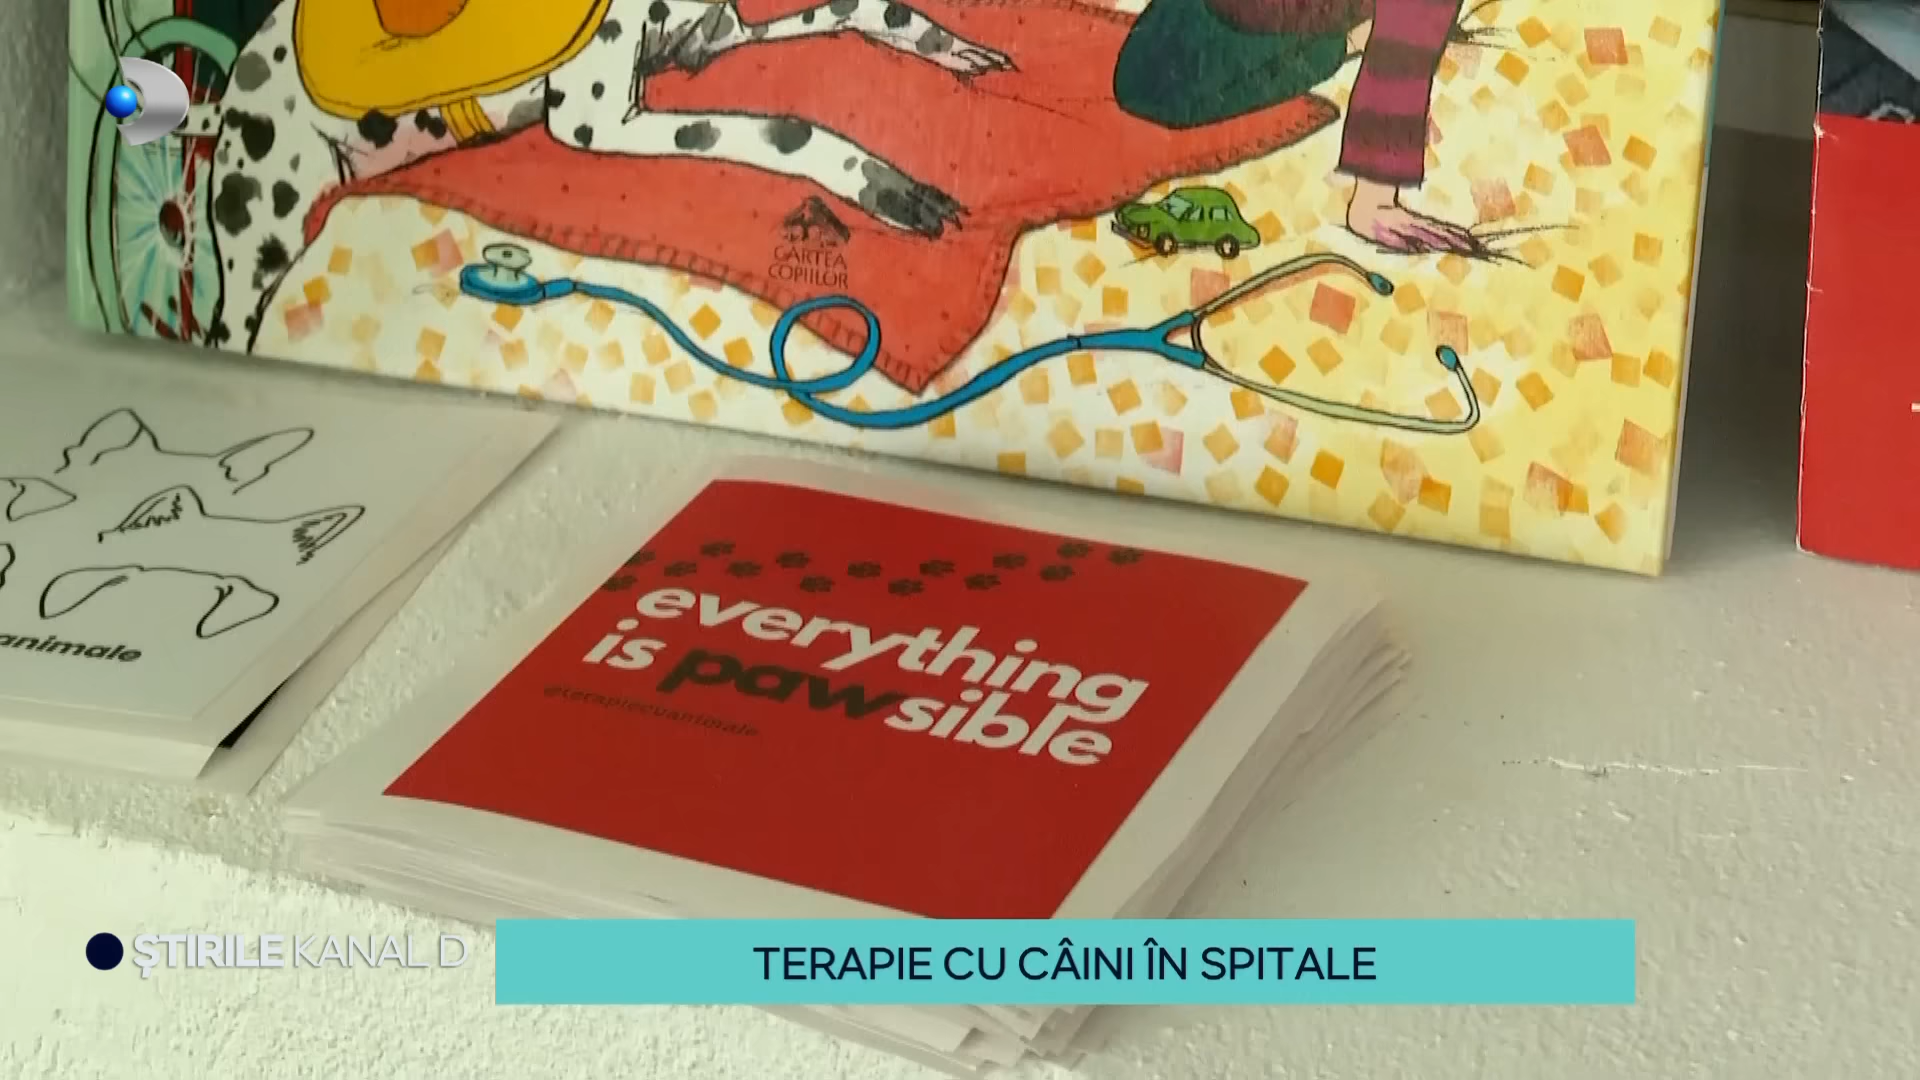 CARTEA
COPIILOR
animale
everything
is pawsible
@terapiecuanimale
ȘTIRILE KANAL D
TERAPIE CU CÂINI ÎN SPITALE